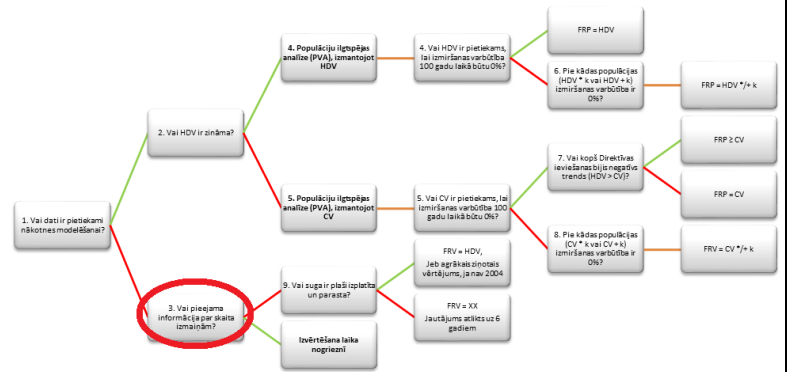 FRP = HDV
4. Populāciju ilgtspējas
analīze (PVA), izmantojot
HDV
4. Vai HDV ir pietiekams,
lai izmiršanas varbūtība
100 gadu laikā būtu 0%?
6. Pie kādas populācijas
(HDV * k vai HDV + k)
izmiršanas varbūtība ir
0%?
FRP = HDV */+ k
2. Vai HDV ir zināma?
FRP ≥ CV
7. Vai kopš Direktīvas
ieviešanas bijis negatīvs
trends (HDV > CV)?
5. Populāciju ilgtspējas
analīze (PVA), izmantojot
CV
5. Vai CV ir pietiekams, lai
izmiršanas varbūtība 100
gadu laikā būtu 0%?
FRP = CV
1. Vai dati ir pietiekami
nākotnes modelēšanai?
8. Pie kādas populācijas
(CV * k vai CV + k)
izmiršanas varbūtība ir
0%?
FRV = CV */+ k
FRV = HDV,
Jeb agrākais ziņotais
vērtējums, ja nav 2004
9. Vai suga ir plaši izplatīta
un parasta?
3. Vai pieejama
informācija par skaita
izmaiņām?
FRV = XX
Jautājums atlikts uz 6
gadiem
Izvērtēšana laika
nogrieznī